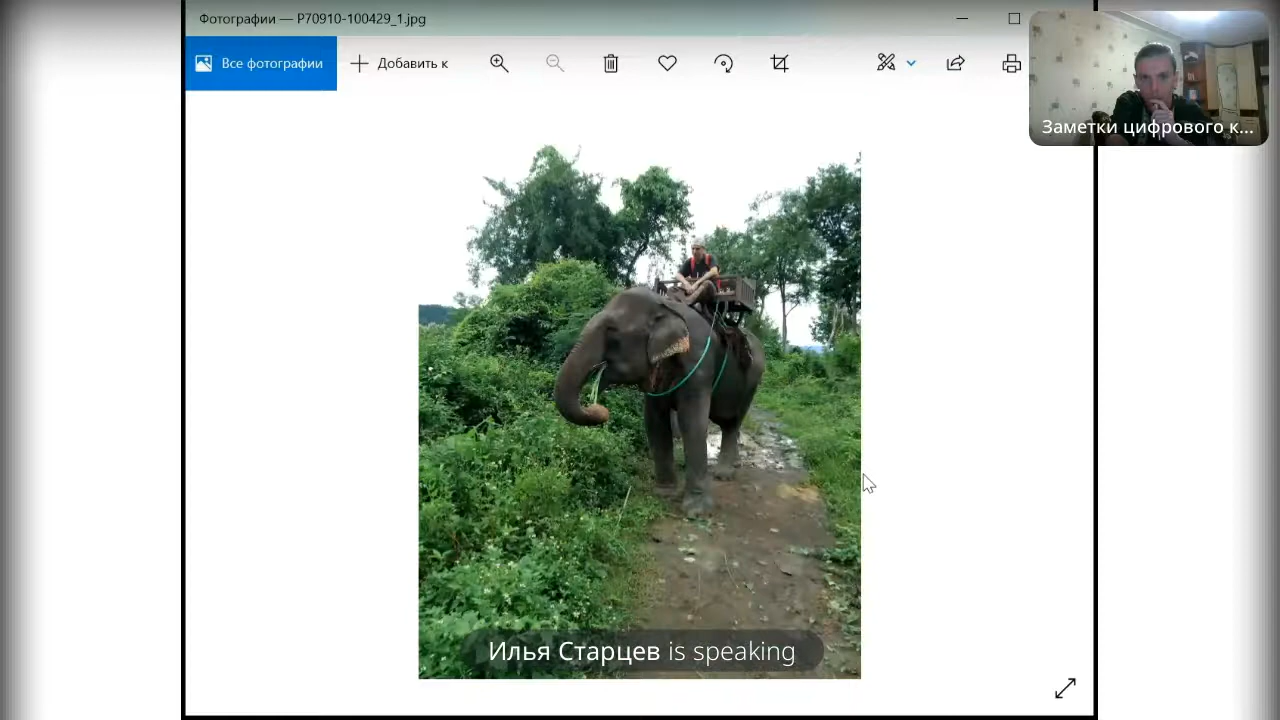 Фотографии — P70910-100429_1.jpg
Все фотографии
Добавить к
Заметки цифрового к...
Илья Старцев is speaking